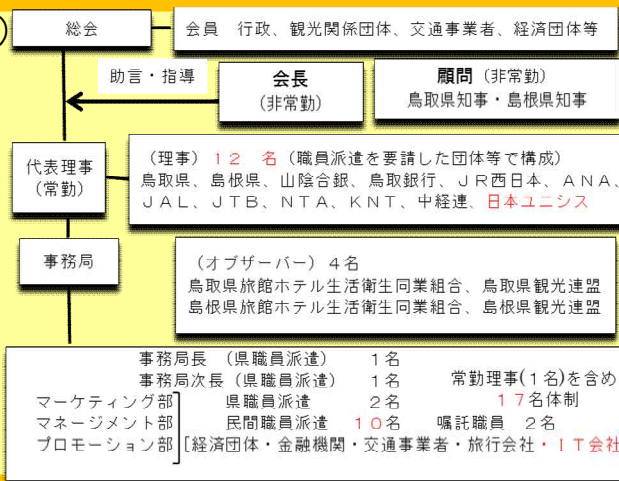 総会
会員 行政、観光関係団体、交通事業者、経済団体等
助言・指導
会長
(非常勤)
顧問（非常勤）
鳥取県知事・島根県知事
代表理事
(常勤)
（理事）１２ 名（職員派遣を要請した団体等で構成）
鳥取県、島根県、山陰合銀、鳥取銀行、ＪＲ西日本、ＡＮＡ、
ＪＡＬ、ＪＴＢ、ＮＴＡ、ＫＮＴ、中経連、日本ユニシス
事務局
（オブザーバー）４名
鳥取県旅館ホテル生活衛生同業組合、鳥取県観光連盟
島根県旅館ホテル生活衛生同業組合、島根県観光連盟
事務局長 （県職員派遣） １名
事務局次長（県職員派遣） １名
常勤理事(１名)を含め
１７名体制
マーケティング部
県職員派遣 ２名
マネージメント部
民間職員派遣 １０名 嘱託職員 ２名
プロモーション部
[経済団体・金融機関・交通事業者・旅行会社・ＩＴ会社